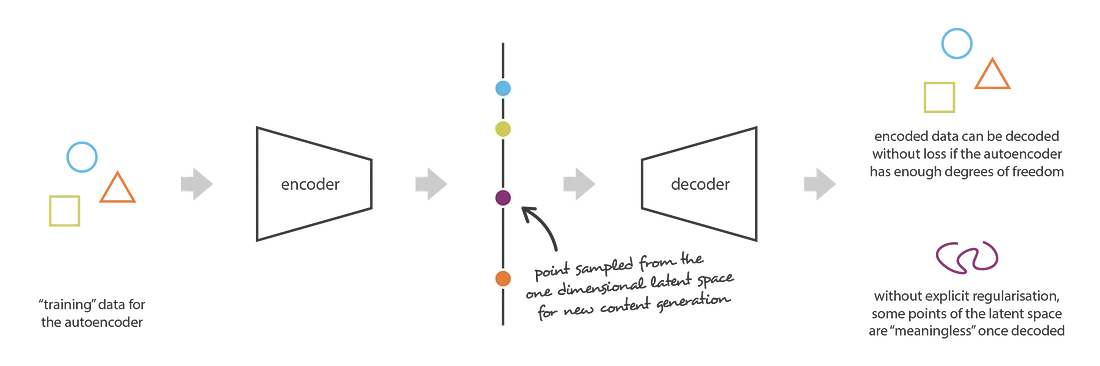 "training" data for
the autoencoder
encoder
point sampled from the
one dimensional latent space
for new content generation
decoder
encoded data can be decoded
without loss if the autoencoder
has enough degrees of freedom
without explicit regularisation,
some points of the latent space
are "meaningless" once decoded